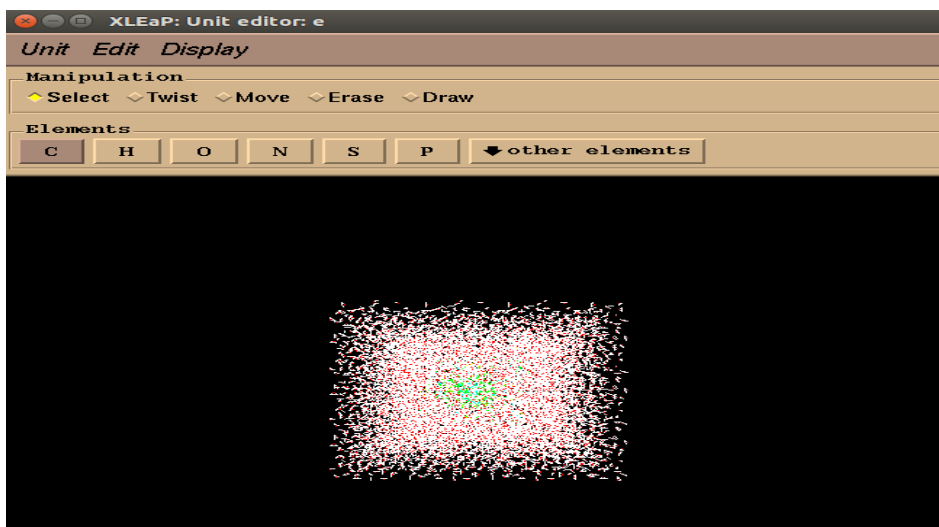 XLEaP: Unit editor: e
Unit Edit Display
Manipulation
Select Twist Move Erase Draw
Elements
C H O N S P other elements